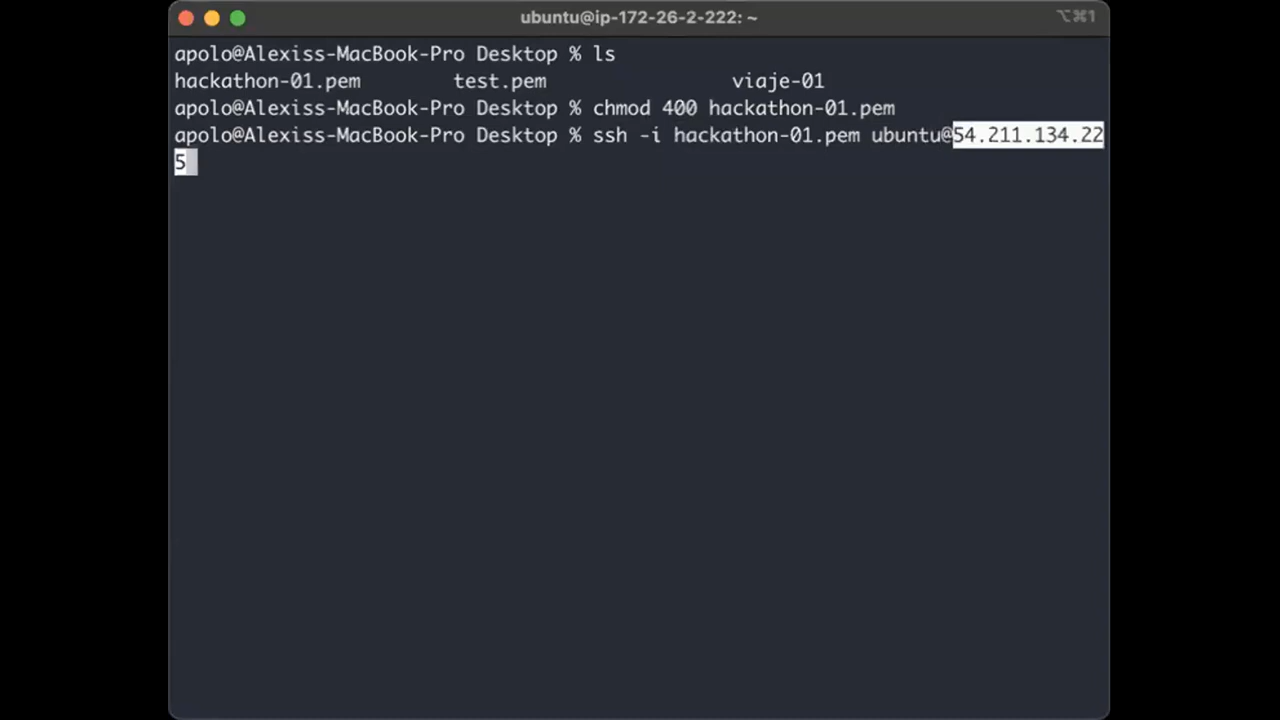 ubuntu@ip-172-26-2-222: ~
⌥⌘1
apolo@Alexiss-MacBook-Pro Desktop % ls
hackathon-01.pem test.pem viaje-01
apolo@Alexiss-MacBook-Pro Desktop % chmod 400 hackathon-01.pem
apolo@Alexiss-MacBook-Pro Desktop % ssh -i hackathon-01.pem ubuntu@54.211.134.22
5